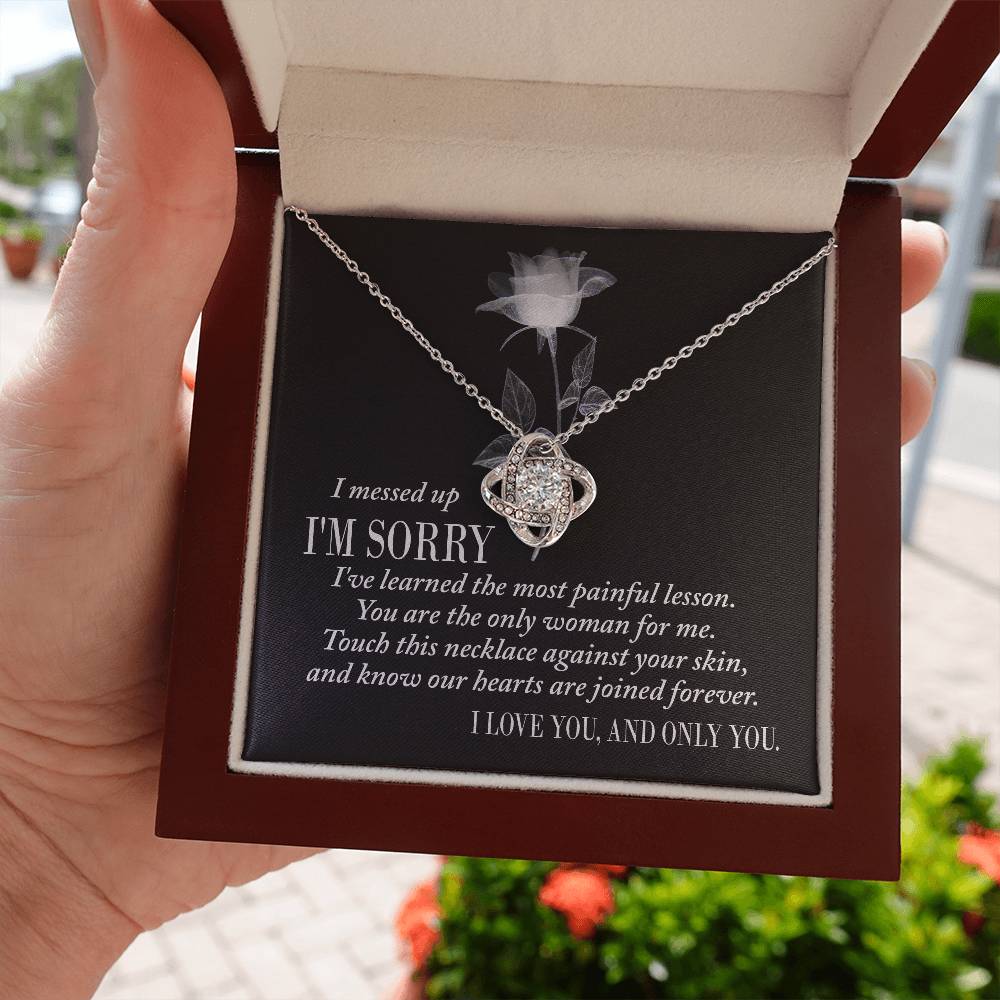 I messed up
I'M SORRY
I've learned the most painful lesson.
You are the only woman for me.
Touch this necklace against your skin,
and know our hearts are joined forever.
I LOVE YOU, AND ONLY YOU.